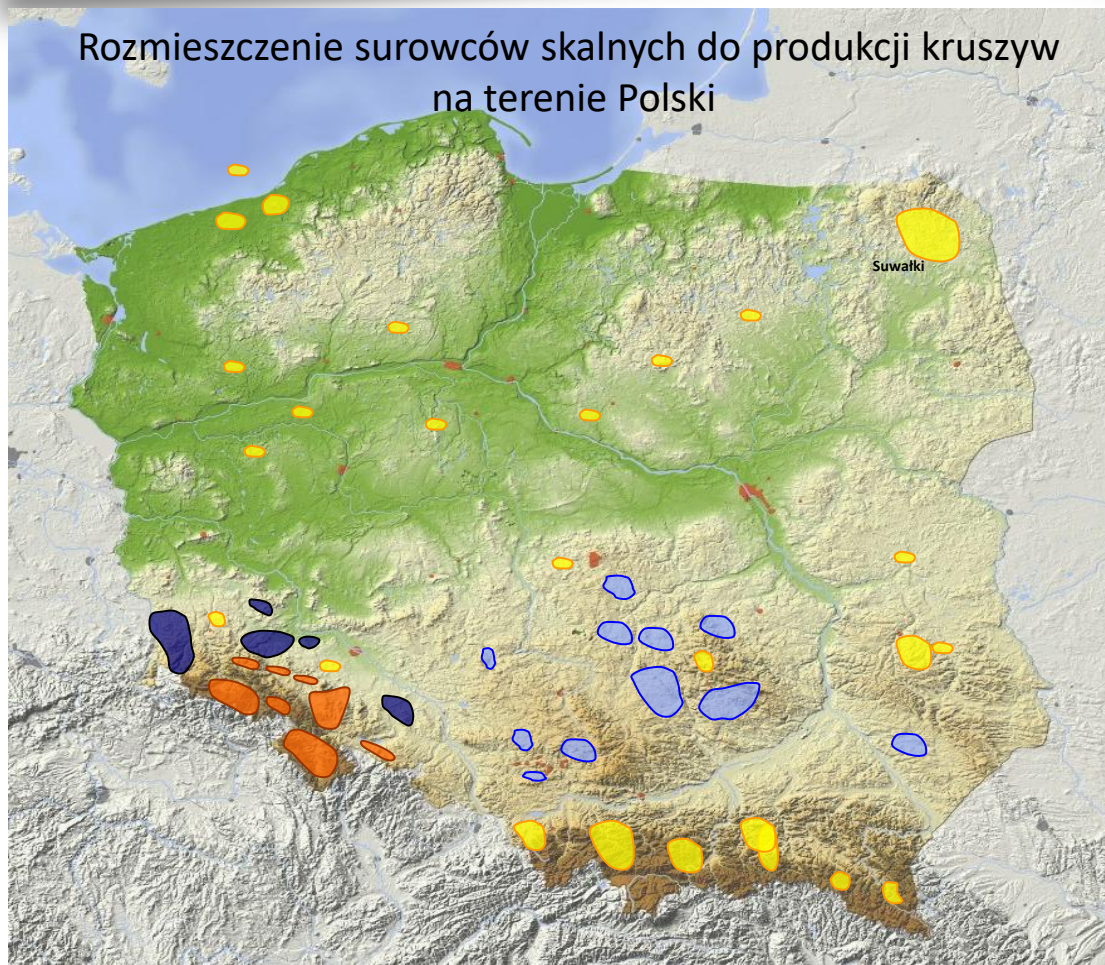 Rozmieszczenie surowców skalnych do produkcji kruszyw
na terenie Polski
Suwałki